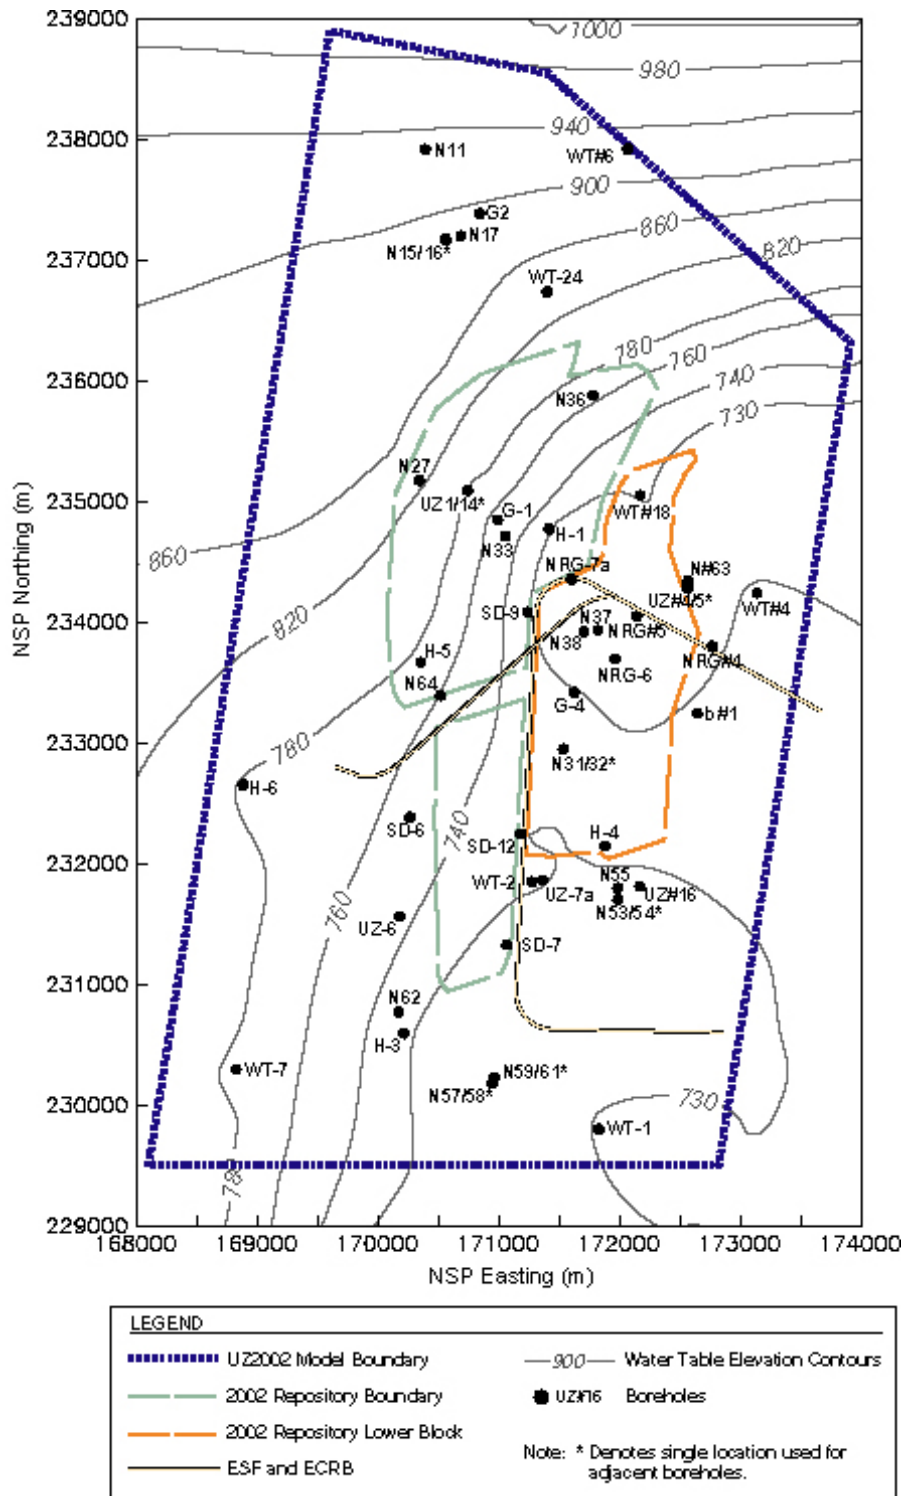 239000
238000
237000
236000
235000
234000
233000
232000
231000
230000
229000
NSP Northing (m)
1000
980
940
900
860
820
780
760
740
730
860
820
780
760
740
780
730
N11
WT#6
G2
N17
N15/16*
WT-24
N36
N27
UZ1/14*
G-1
N33
H-1
WT#18
NRG-7a
N#63
UZ#4/5*
WT#4
SD-9
N37
N38
NRG#5
NRG#4
NRG-6
H-5
N64
G-4
b#1
N31/32*
H-6
SD-6
SD-12
H-4
WT-2
UZ-7a
N55
UZ#16
N53/54*
UZ-6
SD-7
N62
H-3
WT-7
N59/61*
N57/58*
WT-1
168000 169000 170000 171000 172000 173000 174000
NSP Easting (m)
LEGEND
UZ2002 Model Boundary
2002 Repository Boundary
2002 Repository Lower Block
ESF and ECRB
900 Water Table Elevation Contours
UZ#16 Boreholes
Note: * Denotes single location used for
adjacent boreholes.